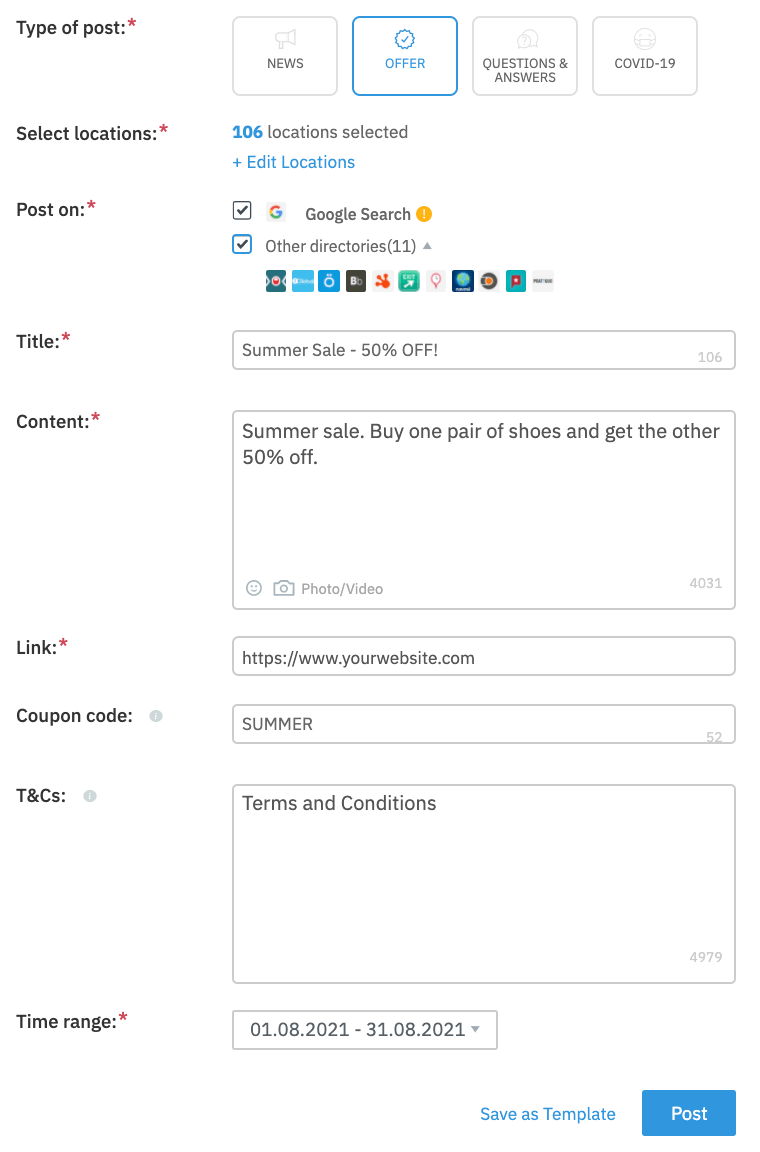 Type of post:*
NEWS
OFFER
QUESTIONS &
ANSWERS
COVID-19
Select locations:*
106 locations selected
+ Edit Locations
Post on:*
Google Search
Other directories(11)
Bb
EXIT
Title:*
Summer Sale - 50% OFF!
106
Content:*
Summer sale. Buy one pair of shoes and get the other
50% off.
Photo/Video
4031
Link:*
https://www.yourwebsite.com
Coupon code:
SUMMER
52
T&Cs:
Terms and Conditions
4979
Time range:*
01.08.2021 - 31.08.2021
Save as Template
Post